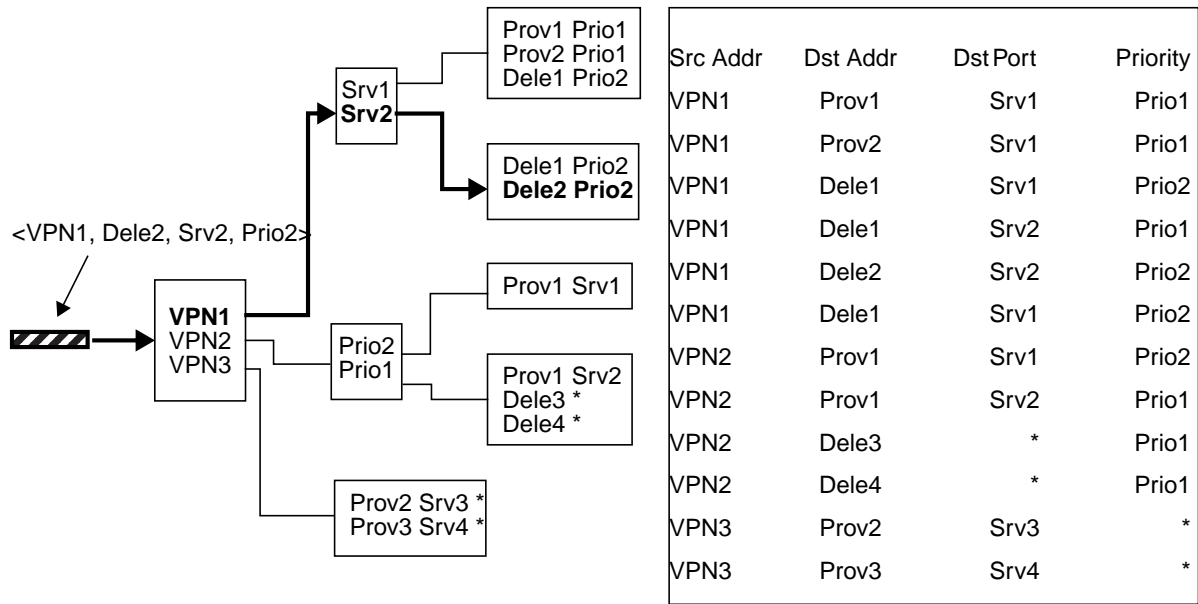 Prov1 Prio1
Prov2 Prio1
Dele1 Prio2
Srv1
Srv2
Dele1 Prio2
Dele2 Prio2
<VPN1, Dele2, Srv2, Prio2>
VPN1
VPN2
VPN3
Prov1 Srv1
Prio2
Prio1
Prov1 Srv2
Dele3 *
Dele4 *
Prov2 Srv3 *
Prov3 Srv4 *
Src Addr Dst Addr Dst Port Priority
VPN1 Prov1 Srv1 Prio1
VPN1 Prov2 Srv1 Prio1
VPN1 Dele1 Srv1 Prio2
VPN1 Dele1 Srv2 Prio1
VPN1 Dele2 Srv2 Prio2
VPN1 Dele1 Srv1 Prio2
VPN2 Prov1 Srv1 Prio2
VPN2 Prov1 Srv2 Prio1
VPN2 Dele3 * Prio1
VPN2 Dele4 * Prio1
VPN3 Prov2 Srv3 *
VPN3 Prov3 Srv4 *